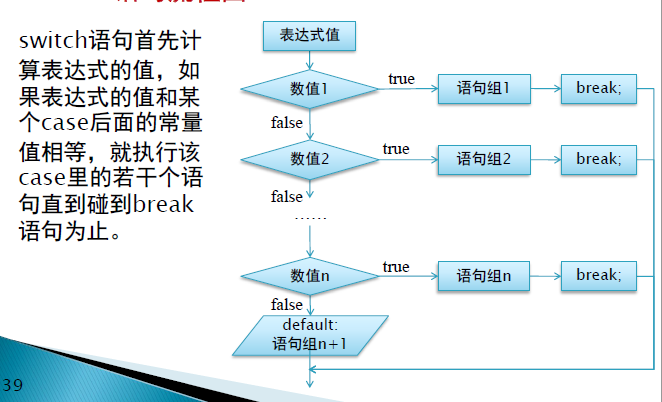 switch语句首先计
算表达式的值，如
果表达式的值和某
个case后面的常量
值相等，就执行该
case里的若干个语
句直到碰到break
语句为止。
表达式值
数值1
true
语句组1
break;
false
数值2
true
语句组2
break;
false
……
数值n
true
语句组n
break;
false
default:
语句组n+1
39